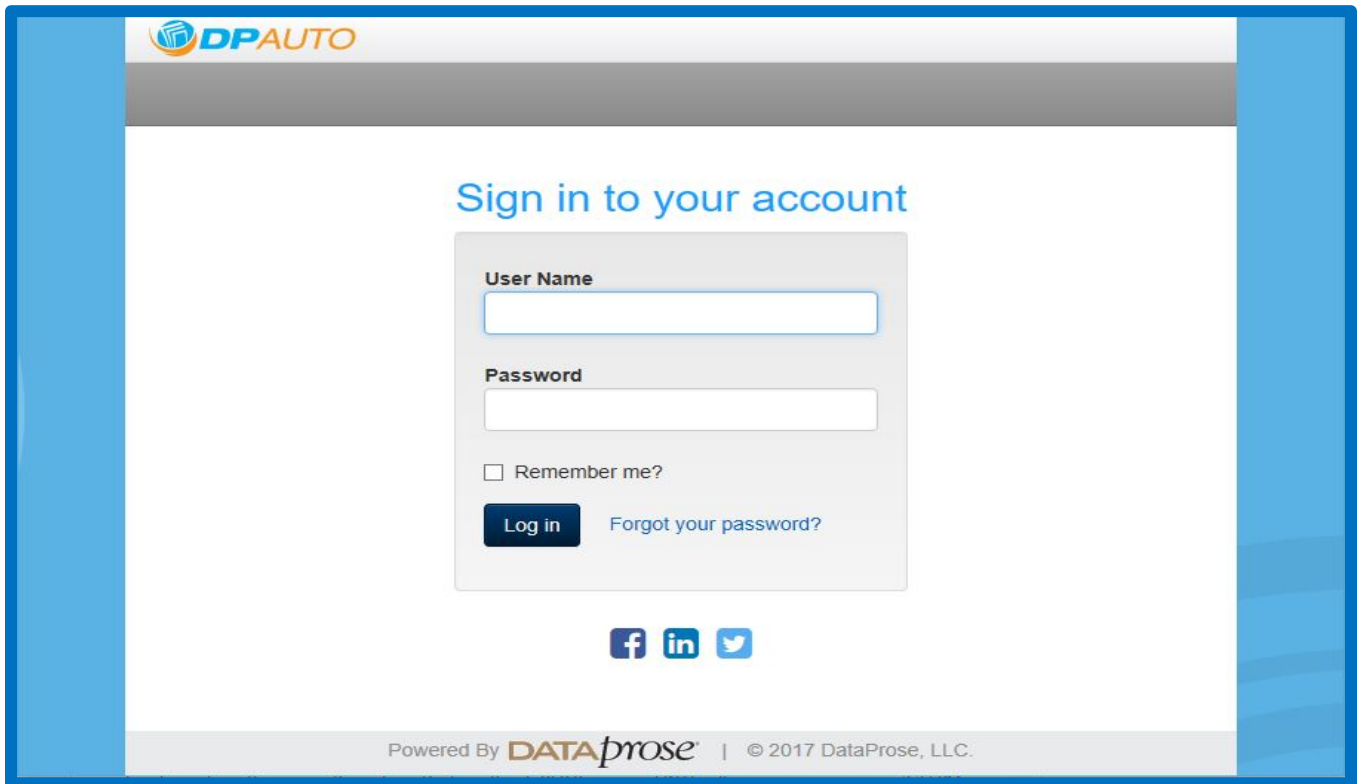 DPAUTO
Sign in to your account
User Name
Password
Remember me?
Log in Forgot your password?
f in
Powered By DATAprose | © 2017 DataProse, LLC.